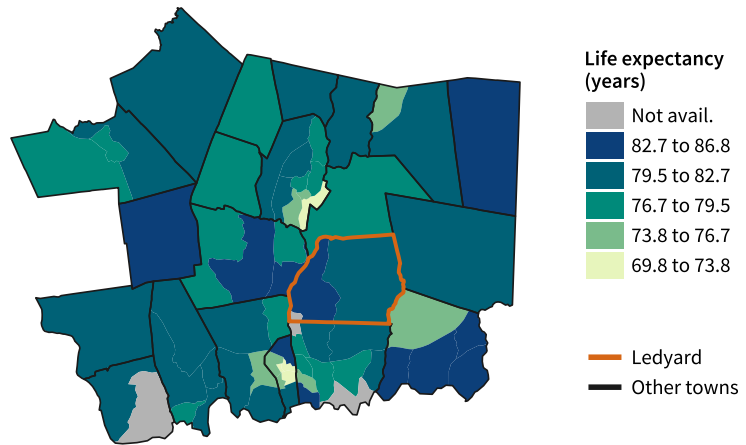 Life expectancy
(years)
Not avail.
82.7 to 86.8
79.5 to 82.7
76.7 to 79.5
73.8 to 76.7
69.8 to 73.8
Ledyard
Other towns